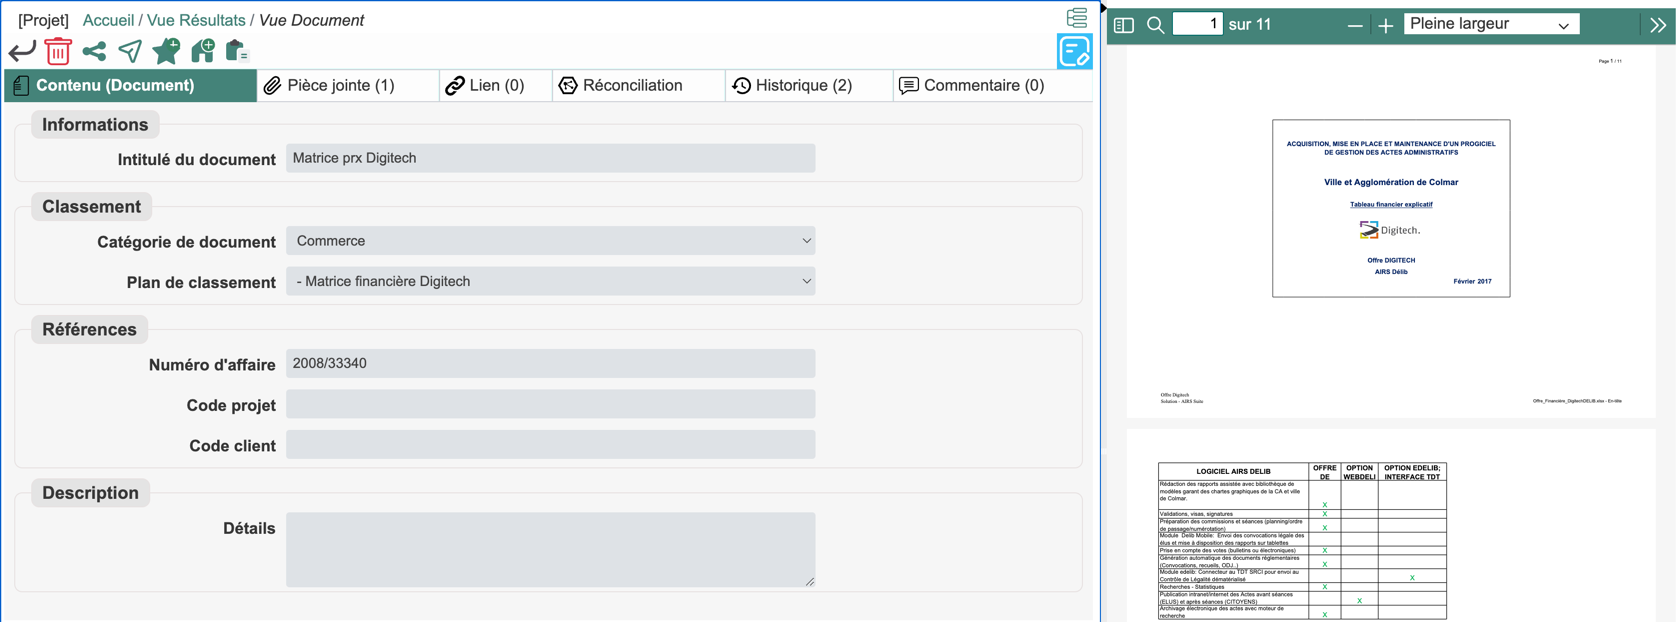 [Projet] Accueil / Vue Résultats / Vue Document
Contenu (Document)
Pièce jointe (1)
Lien (0)
Réconciliation
Historique (2)
Commentaire (0)
Informations
Intitulé du document
Matrice prx Digitech
Classement
Catégorie de document
Commerce
Plan de classement
- Matrice financière Digitech
Références
Numéro d'affaire
2008/33340
Code projet
Code client
Description
Détails
1 sur 11
Pleine largeur
Page 1 / 11
ACQUISITION, MISE EN PLACE ET MAINTENANCE D'UN PROGICIEL
DE GESTION DES ACTES ADMINISTRATIFS
Ville et Agglomération de Colmar
Tableau financier explicatif
Digitech.
Offre DIGITECH
AIRS Délib
Février 2017
Offre Digitech
Solution - AIRS Suite
Offre_Financière_DigitechDELIB.xlsx - En-tête
LOGICIEL AIRS DELIB
OFFRE
DE
OPTION
WEBDELI
OPTION EDELIB;
INTERFACE TDT
Rédaction des rapports assistée avec bibliothèque de
modèles garant des chartes graphiques de la CA et ville
de Colmar.
X
Validations, visas, signatures
X
Préparation des commissions et séances (planning/ordre
de passage/numérotation)
X
Module Delib Mobile: Envoi des convocations légale des
élus et mise à disposition des rapports sur tablettes
Prise en compte des votes (bulletins ou électroniques)
X
Génération automatique des documents réglementaires
(Convocations, recueils, ODJ..)
X
Module edelib: Connecteur au TDT SRCI pour envoi au
Contrôle de Légalité dématérialisé
X
Recherches - Statistiques
X
Publication intranet/internet des Actes avant séances
(ELUS) et après séances (CITOYENS)
X
Archivage électronique des actes avec moteur de
recherche
X